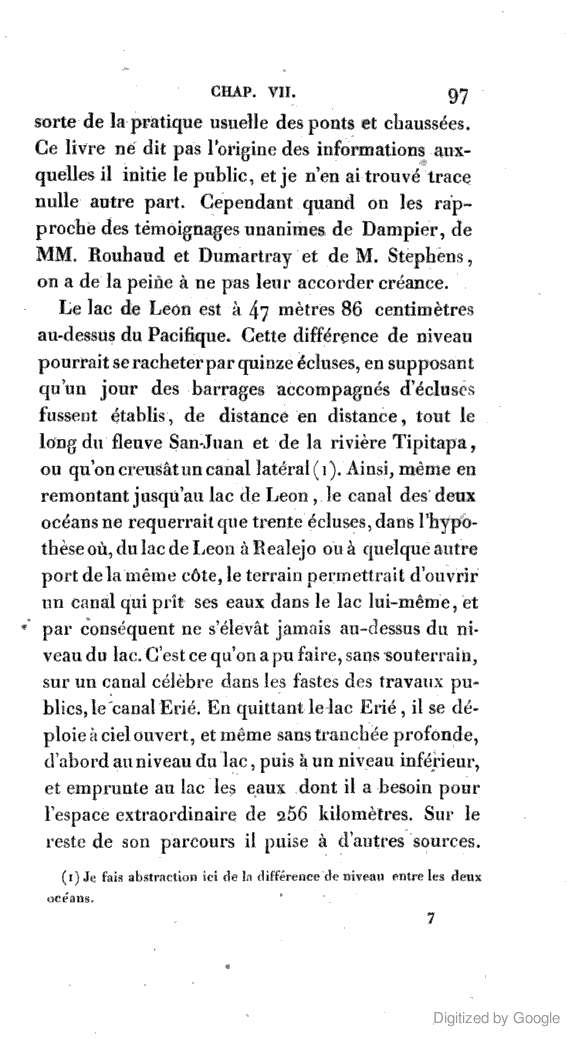 CHAP. VII. 97
sorte de la pratique usuelle des ponts et chaussées.
Ce livre ne dit pas l'origine des informations aux-
quelles il initie le public, et je n'en ai trouvé trace
nulle autre part. Cependant quand on les rap-
proche des témoignages unanimes de Dampier, de
MM. Rouhaud et Dumartray et de M. Stephens,
on a de la peine à ne pas leur accorder créance.
Le lac de Leon est à 47 mètres 86 centimètres
au-dessus du Pacifique. Cette différence de niveau
pourrait se racheter par quinze écluses, en supposant
qu'un jour des barrages accompagnés d'écluses
fussent établis, de distance en distance, tout le
long du fleuve San-Juan et de la rivière Tipitapa,
ou qu'on creusât un canal latéral (1). Ainsi, même en
remontant jusqu'au lac de Leon, le canal des deux
océans ne requerrait que trente écluses, dans l'hypo-
thèse où, du lac de Leon à Realejo ou à quelque autre
port de la même côte, le terrain permettrait d'ouvrir
un canal qui prît ses eaux dans le lac lui-même, et
par conséquent ne s'élevât jamais au-dessus du ni-
veau du lac. C'est ce qu'on a pu faire, sans souterrain,
sur un canal célèbre dans les fastes des travaux pu-
blics, le canal Erié. En quittant le lac Erié, il se dé-
ploie à ciel ouvert, et même sans tranchée profonde,
d'abord au niveau du lac, puis à un niveau inférieur,
et emprunte au lac les eaux dont il a besoin pour
l'espace extraordinaire de 256 kilomètres. Sur le
reste de son parcours il puise à d'autres sources.
(1) Je fais abstraction ici de la différence de niveau entre les deux
océans.
7
Digitized by Google